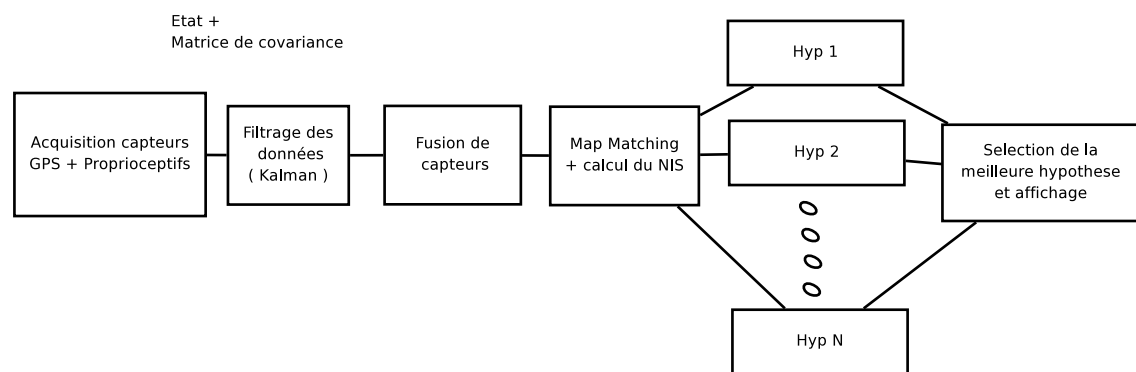 Etat +
Matrice de covariance
Acquisition capteurs
GPS + Proprioceptifs
Filtrage des
données
( Kalman )
Fusion de
capteurs
Map Matching
+ calcul du NIS
Hyp 1
Hyp 2
Hyp N
Selection de la
meilleure hypothese
et affichage